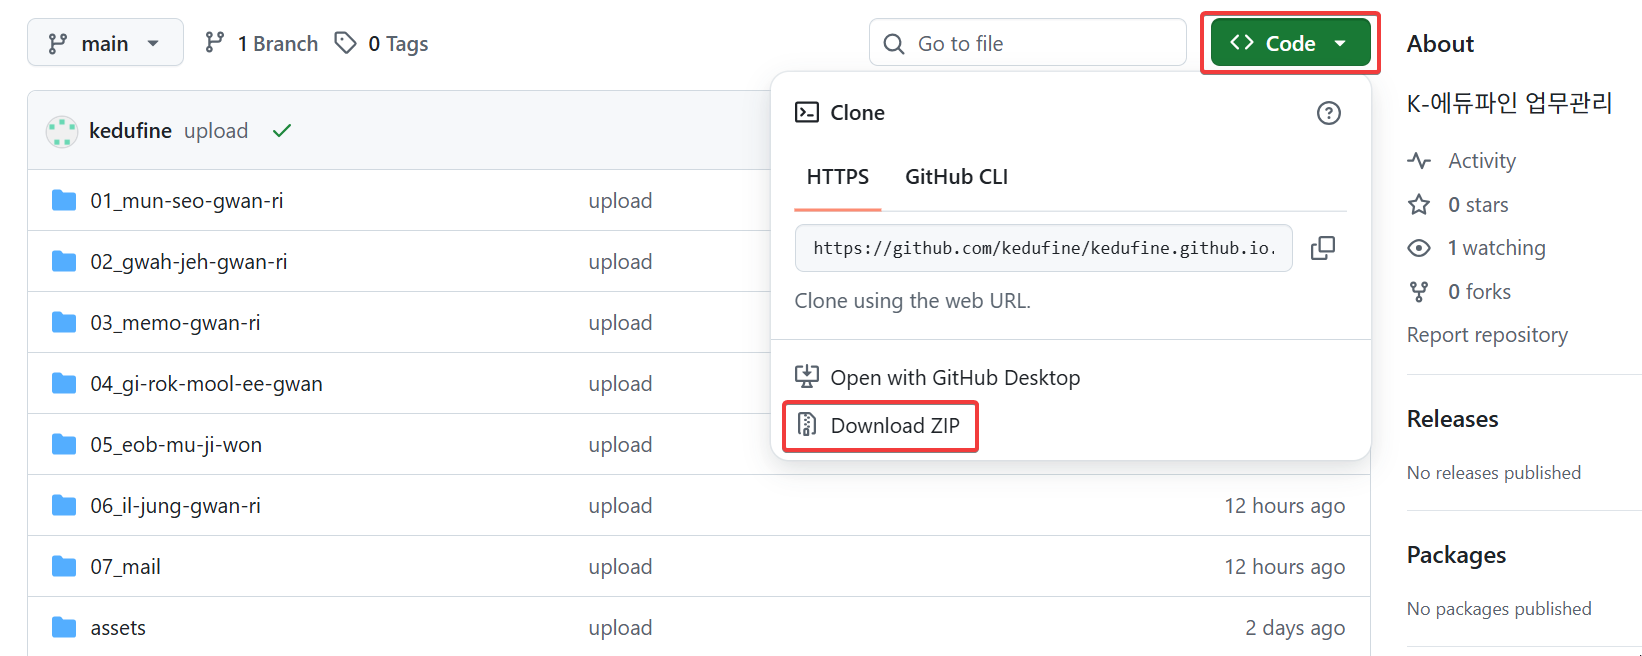 main
1 Branch
0 Tags
Go to file
Code
kedufine upload
01_mun-seo-gwan-ri upload
02_gwah-jeh-gwan-ri upload
03_memo-gwan-ri upload
04_gi-rok-mool-ee-gwan upload
05_eob-mu-ji-won upload
06_il-jung-gwan-ri upload 12 hours ago
07_mail upload 12 hours ago
assets upload 2 days ago
Clone
HTTPS GitHub CLI
https://github.com/kedufine/kedufine.github.io.
Clone using the web URL.
Open with GitHub Desktop
Download ZIP
About
K-에듀파인 업무관리
Activity
0 stars
1 watching
0 forks
Report repository
Releases
No releases published
Packages
No packages published